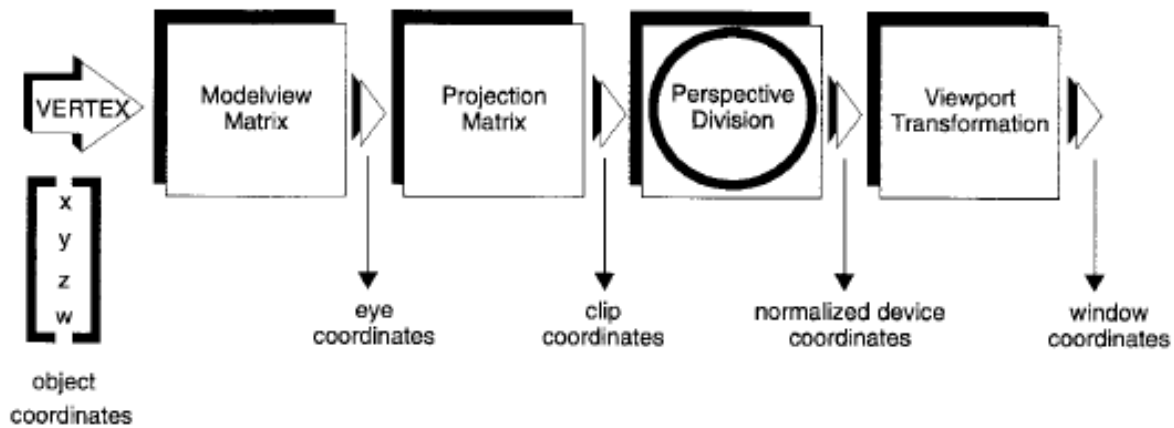 VERTEX
Modelview
Matrix
Projection
Matrix
Perspective
Division
Viewport
Transformation
x
y
z
w
object
coordinates
eye
coordinates
clip
coordinates
normalized device
coordinates
window
coordinates